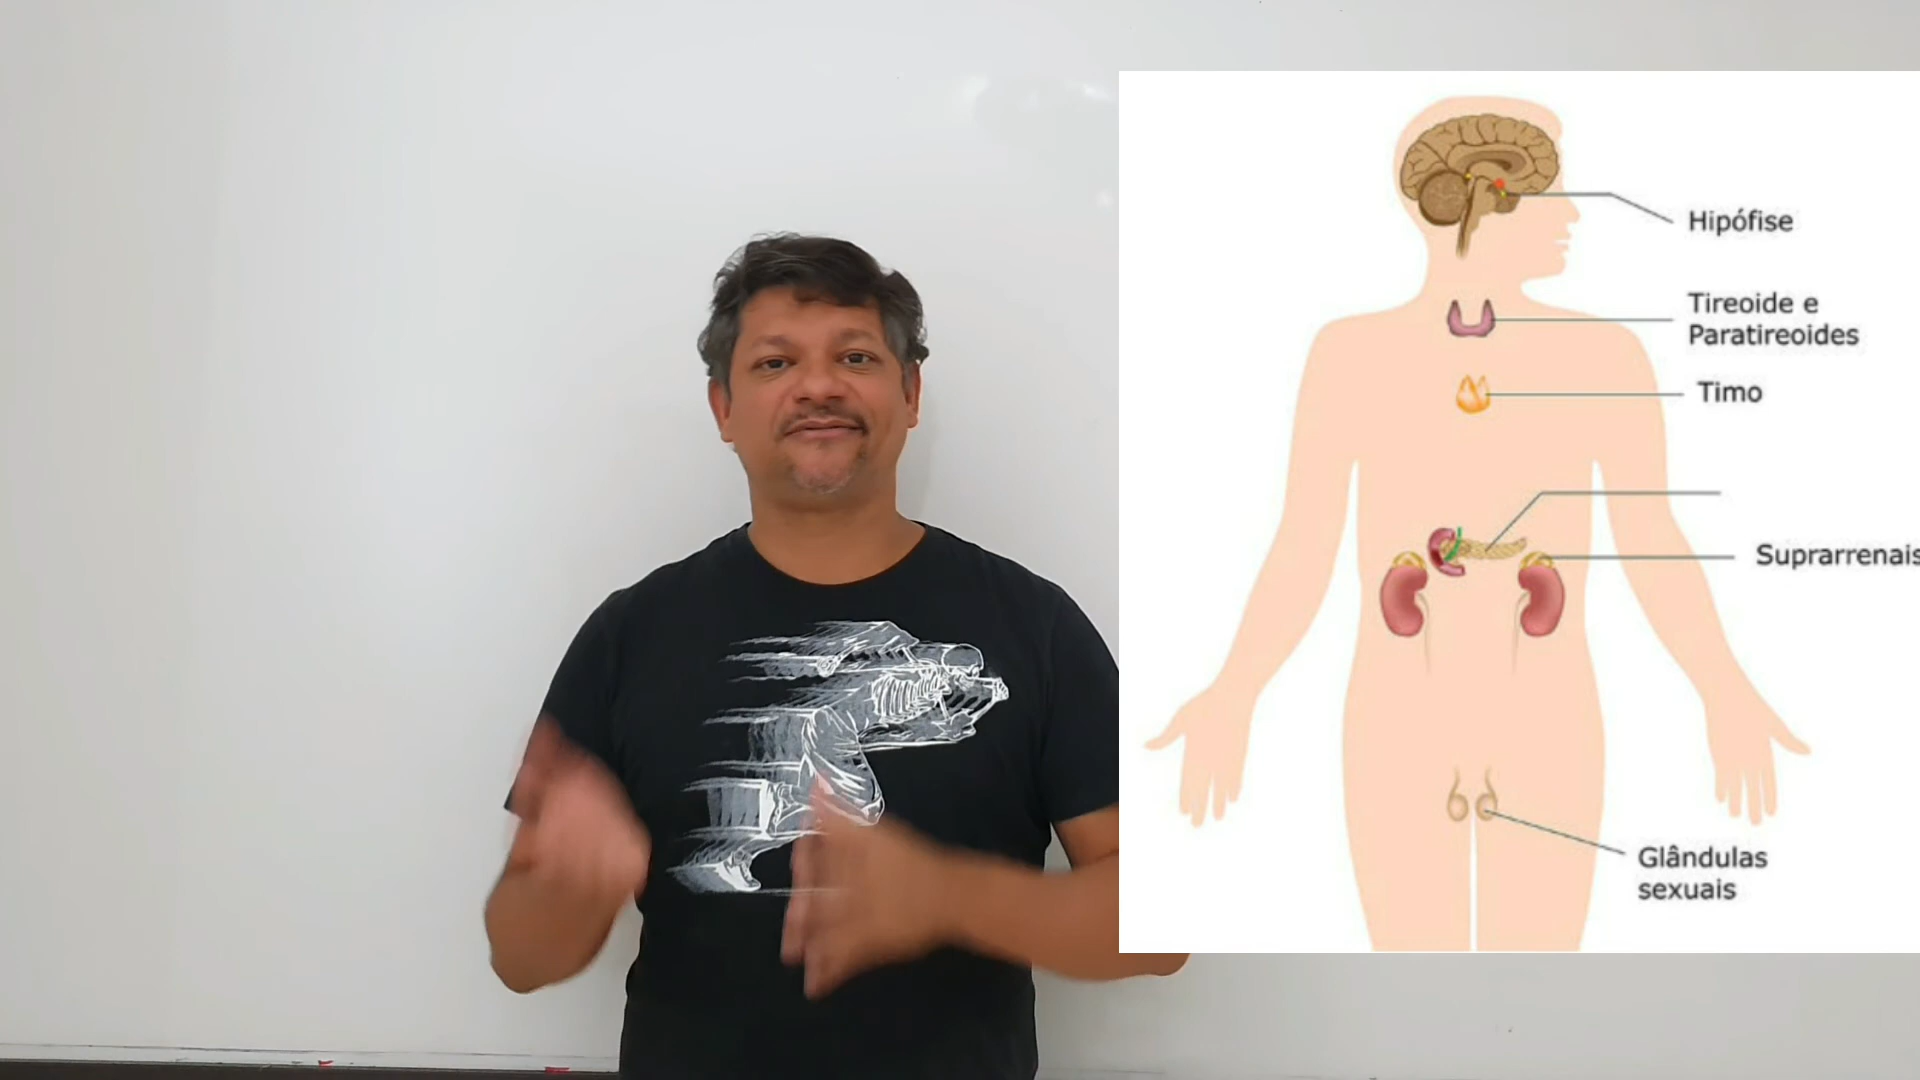 Hipófise
Tireoide e
Paratireoides
Timo
Suprarrenais
Glândulas
sexuais